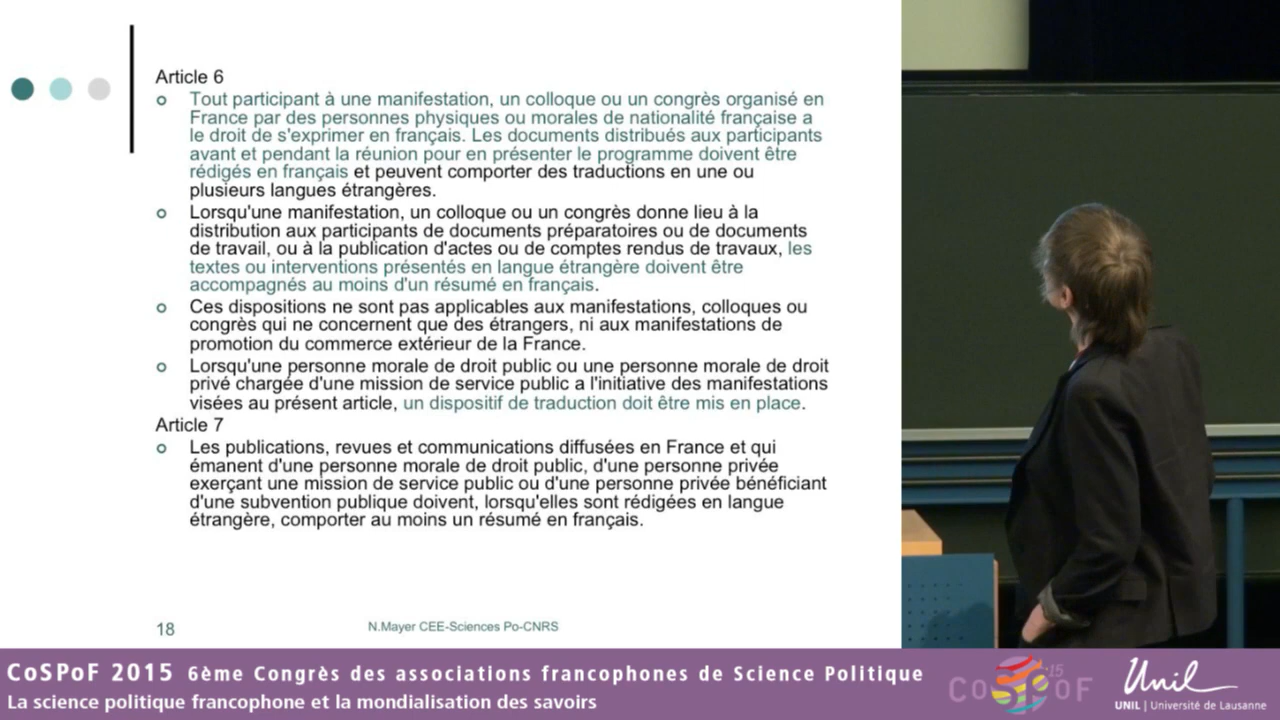 Article 6
Tout participant à une manifestation, un colloque ou un congrès organisé en
France par des personnes physiques ou morales de nationalité française a
le droit de s'exprimer en français. Les documents distribués aux participants
avant et pendant la réunion pour en présenter le programme doivent être
rédigés en français et peuvent comporter des traductions en une ou
plusieurs langues étrangères.
Lorsqu'une manifestation, un colloque ou un congrès donne lieu à la
distribution aux participants de documents préparatoires ou de documents
de travail, ou à la publication d'actes ou de comptes rendus de travaux, les
textes ou interventions présentés en langue étrangère doivent être
accompagnés au moins d'un résumé en français.
Ces dispositions ne sont pas applicables aux manifestations, colloques ou
congrès qui ne concernent que des étrangers, ni aux manifestations de
promotion du commerce extérieur de la France.
Lorsqu'une personne morale de droit public ou une personne morale de droit
privé chargée d'une mission de service public a l'initiative des manifestations
visées au présent article, un dispositif de traduction doit être mis en place.
Article 7
Les publications, revues et communications diffusées en France et qui
émanent d'une personne morale de droit public, d'une personne privée
exerçant une mission de service public ou d'une personne privée bénéficiant
d'une subvention publique doivent, lorsqu'elles sont rédigées en langue
étrangère, comporter au moins un résumé en français.
18
N.Mayer CEE-Sciences Po-CNRS
CoSPoF 2015 6ème Congrès des associations francophones de Science Politique
La science politique francophone et la mondialisation des savoirs
CoSPoF '15
Unil
UNIL | Université de Lausanne